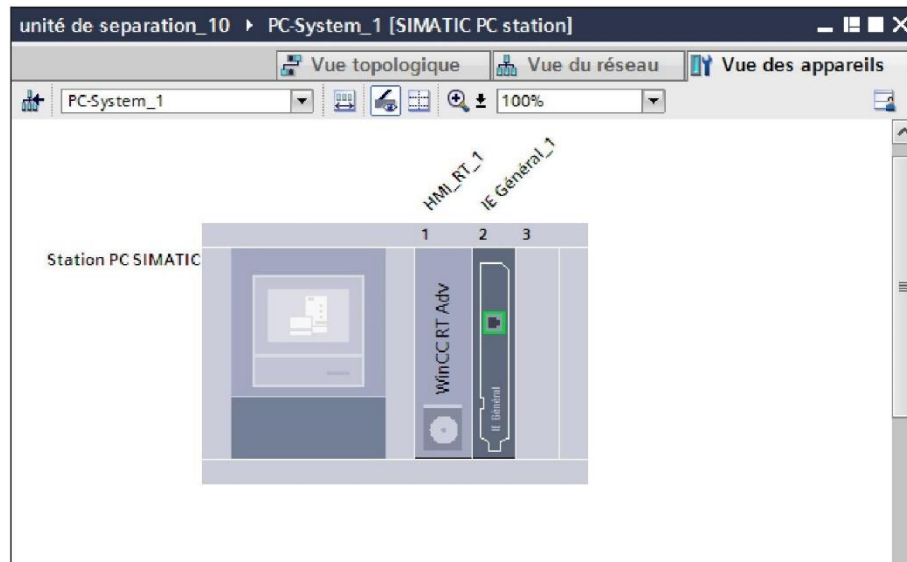 unité de separation_10 ▸ PC-System_1 [SIMATIC PC station]
Vue topologique
Vue du réseau
Vue des appareils
PC-System_1
100%
HMI_RT_1
IE Général_1
1 2 3
Station PC SIMATIC
WinCC RT Adv
IE Général